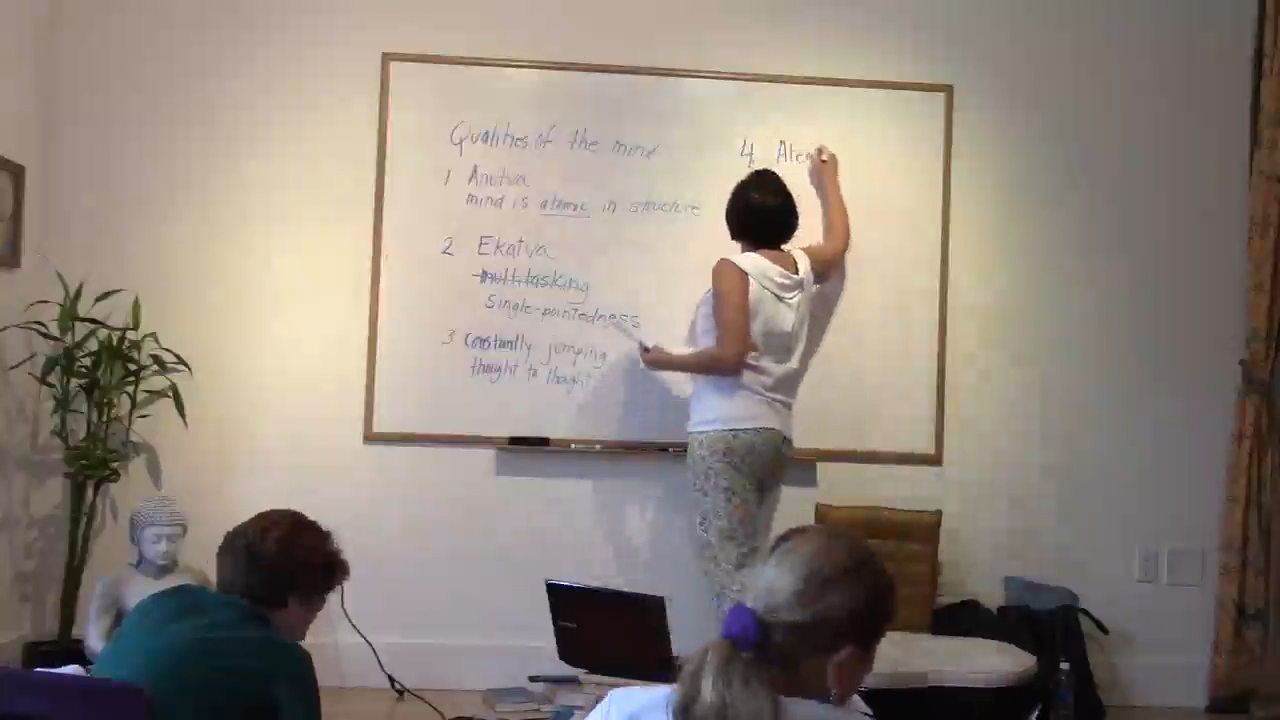 Qualities of the mind
1 Anutva
mind is atomic in structure
2 Ekatva
multitasking
Single-pointedness
3 Constantly jumping
thought to thought
4